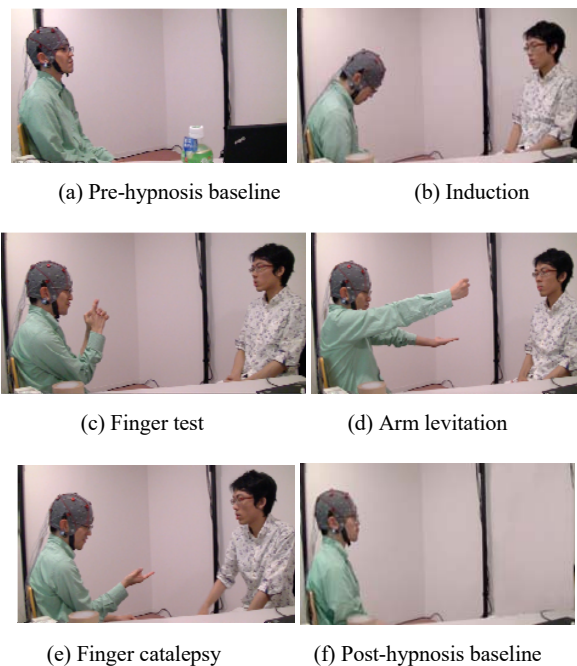 (a) Pre-hypnosis baseline
(b) Induction
(c) Finger test
(d) Arm levitation
(e) Finger catalepsy
(f) Post-hypnosis baseline